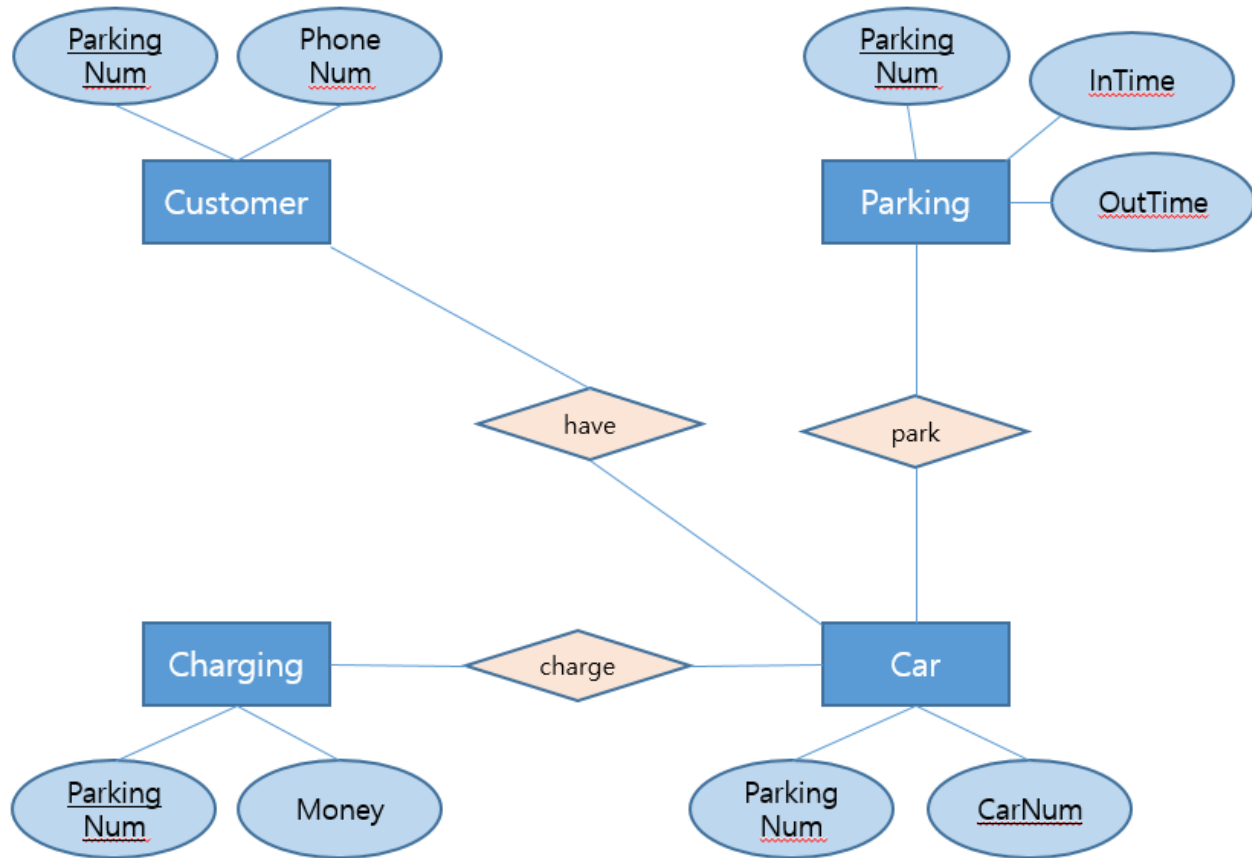 Parking
Num
Phone
Num
Parking
Num
InTime
OutTime
Customer
Parking
have
park
Charging
charge
Car
Parking
Num
Money
Parking
Num
CarNum